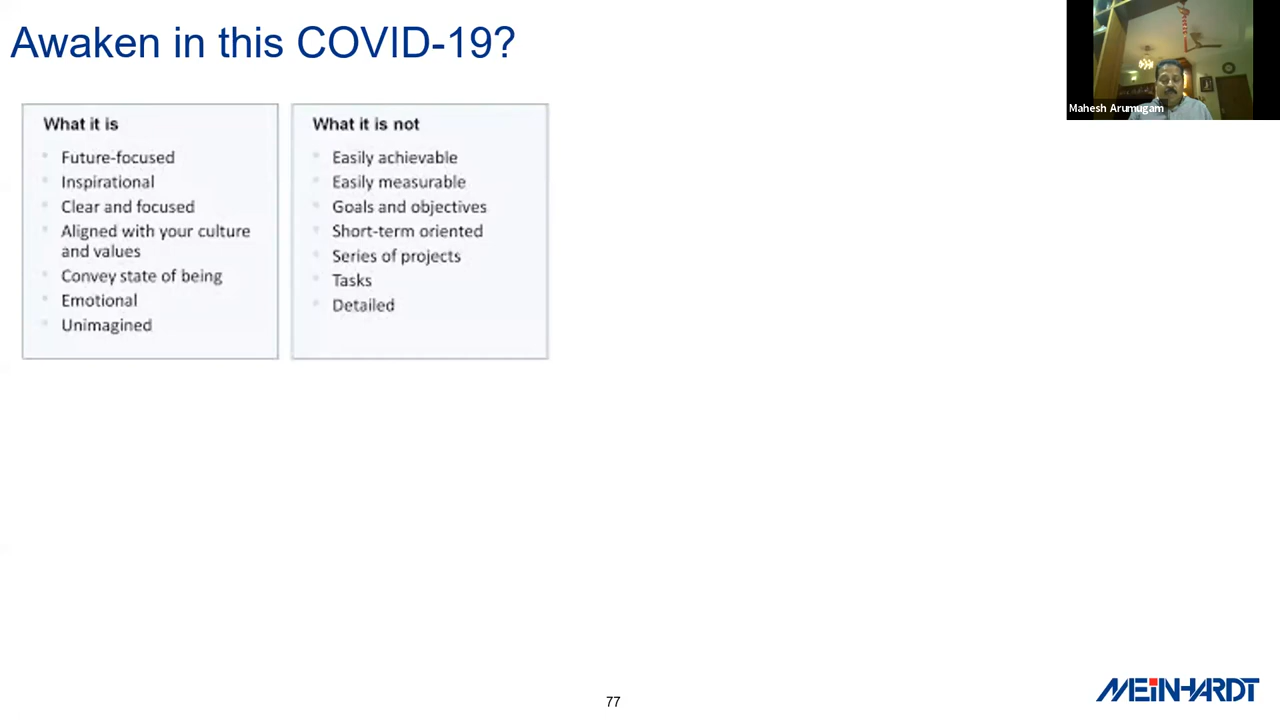 Awaken in this COVID-19?
Mahesh Arumugam
What it is
Future-focused
Inspirational
Clear and focused
Aligned with your culture
and values
Convey state of being
Emotional
Unimagined
What it is not
Easily achievable
Easily measurable
Goals and objectives
Short-term oriented
Series of projects
Tasks
Detailed
77
MEINHARDT